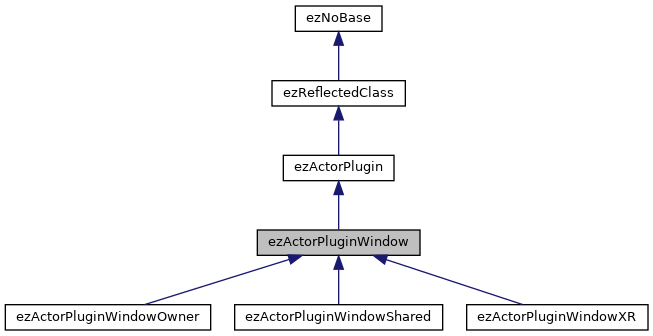 ezNoBase
ezReflectedClass
ezActorPlugin
ezActorPluginWindow
ezActorPluginWindowOwner
ezActorPluginWindowShared
ezActorPluginWindowXR